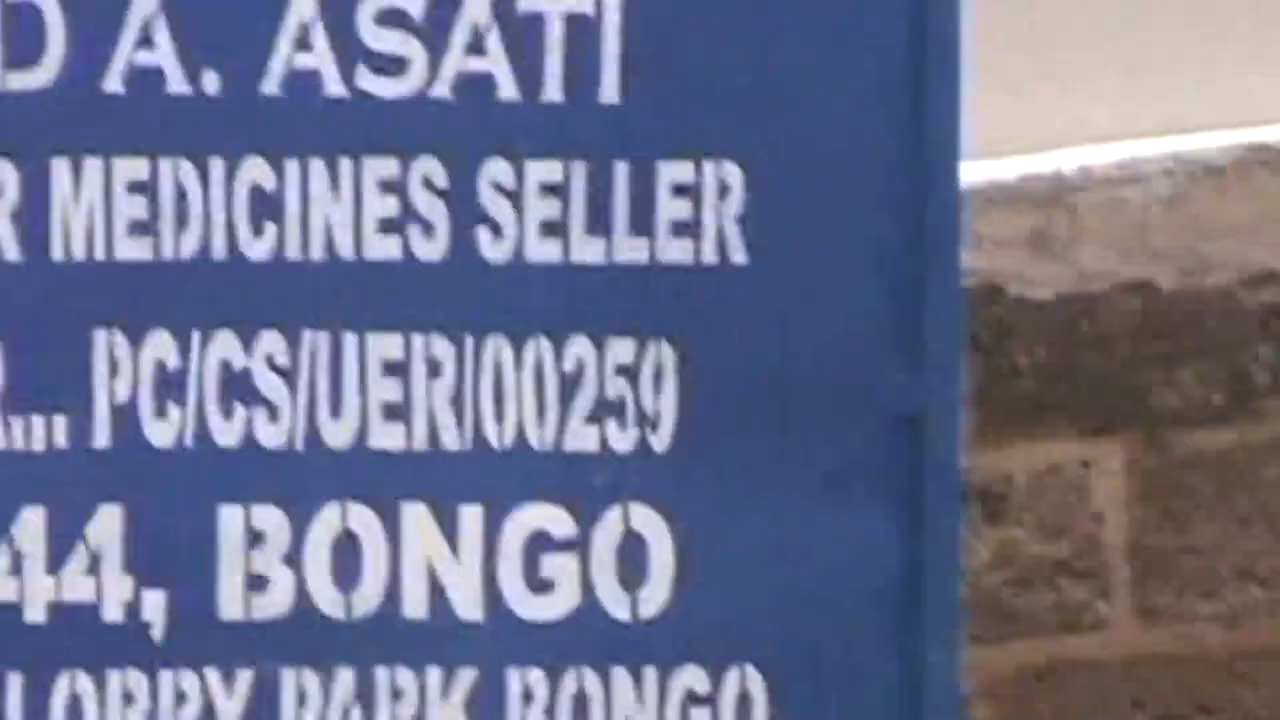 D A. ASATI
R MEDICINES SELLER
R... PC/CS/UER/00259
44, BONGO
LORRY PARK BONGO